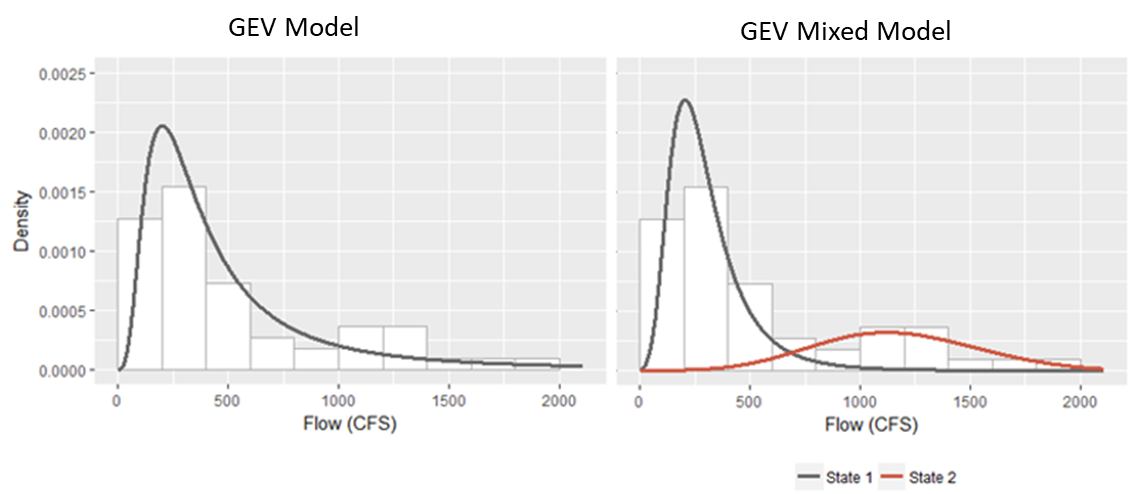 GEV Model
GEV Mixed Model
Density
0.0025
0.0020
0.0015
0.0010
0.0005
0.0000
0 500 1000 1500 2000
Flow (CFS)
0 500 1000 1500 2000
Flow (CFS)
State 1 State 2